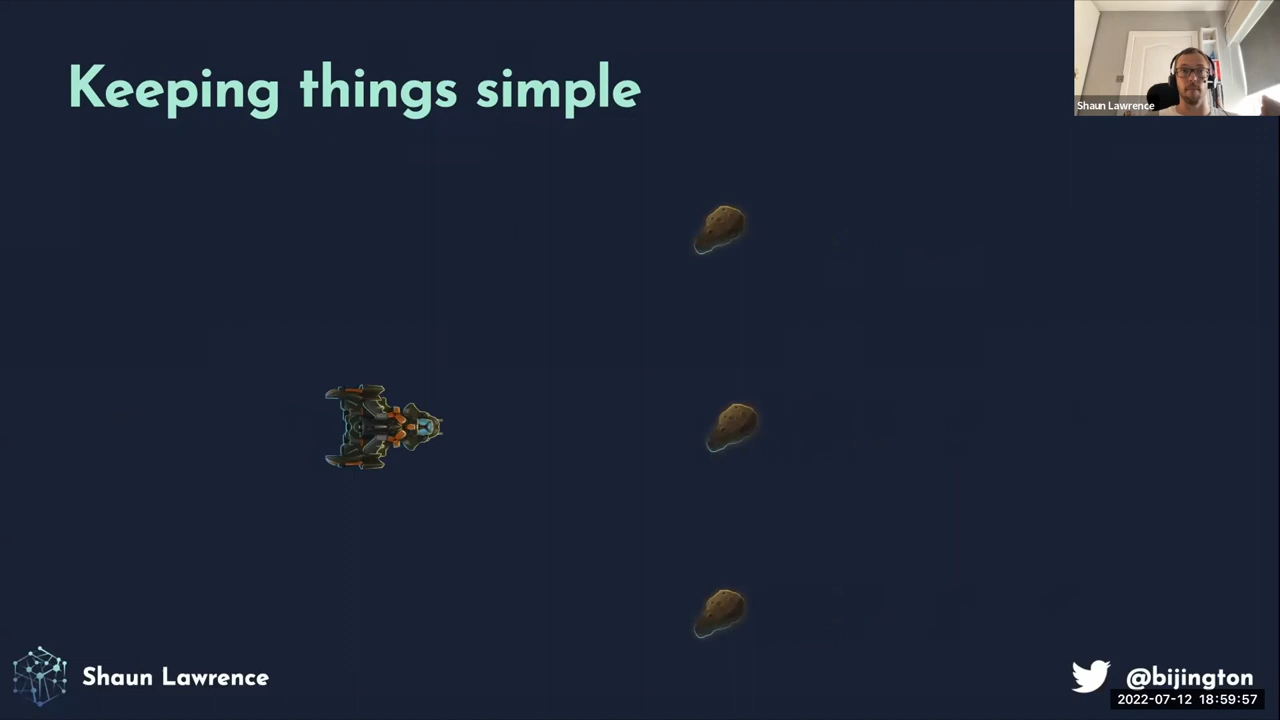 Keeping things simple
Shaun Lawrence
Shaun Lawrence
@bijington
2022-07-12 18:59:57